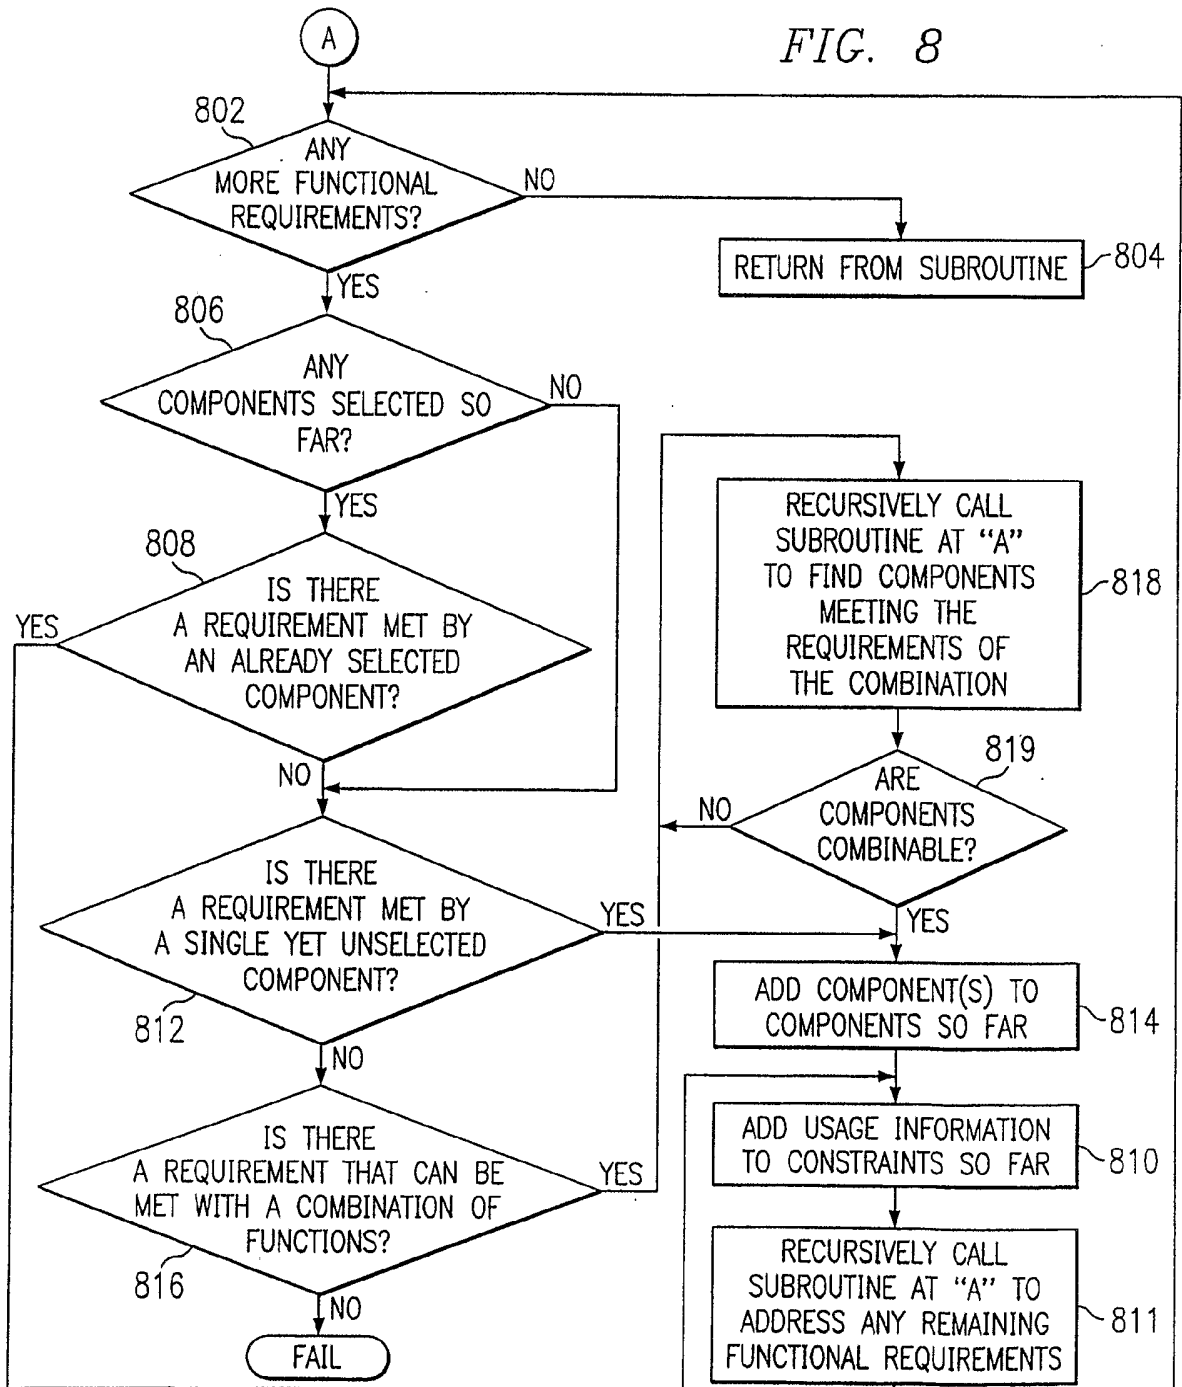 A
FIG. 8
802
ANY
MORE FUNCTIONAL
REQUIREMENTS?
NO
RETURN FROM SUBROUTINE
804
YES
806
ANY
COMPONENTS SELECTED SO
FAR?
NO
YES
808
IS THERE
A REQUIREMENT MET BY
AN ALREADY SELECTED
COMPONENT?
YES
NO
RECURSIVELY CALL
SUBROUTINE AT “A”
TO FIND COMPONENTS
MEETING THE
REQUIREMENTS OF
THE COMBINATION
818
819
ARE
COMPONENTS
COMBINABLE?
NO
YES
IS THERE
A REQUIREMENT MET BY
A SINGLE YET UNSELECTED
COMPONENT?
YES
812
NO
ADD COMPONENT(S) TO
COMPONENTS SO FAR
814
IS THERE
A REQUIREMENT THAT CAN BE
MET WITH A COMBINATION OF
FUNCTIONS?
YES
816
NO
FAIL
ADD USAGE INFORMATION
TO CONSTRAINTS SO FAR
810
RECURSIVELY CALL
SUBROUTINE AT “A” TO
ADDRESS ANY REMAINING
FUNCTIONAL REQUIREMENTS
811